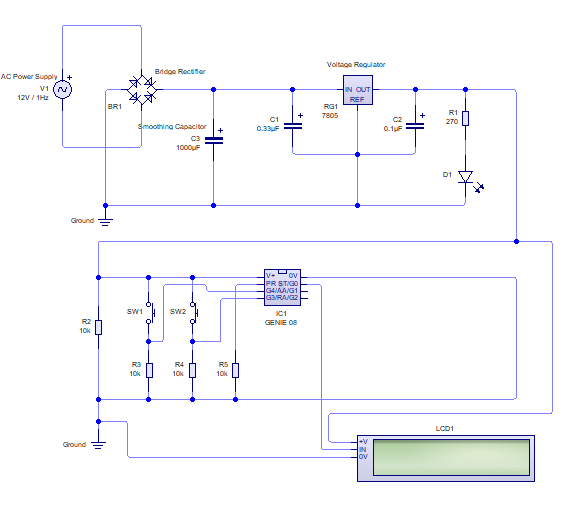 Bridge Rectifier
Voltage Regulator
AC Power Supply
V1
12V / 1Hz
BR1
Smoothing Capacitor
C3
1000µF
C1
0.33µF
IN OUT
REF
RG1
7805
C2
0.1µF
R1
270
D1
Ground
V+ 0V
PR ST/G0
G4/AA/G1
G3/RA/G2
IC1
GENIE 08
SW1
SW2
R2
10k
R3
10k
R4
10k
R5
10k
Ground
LCD1
+V
IN
0V